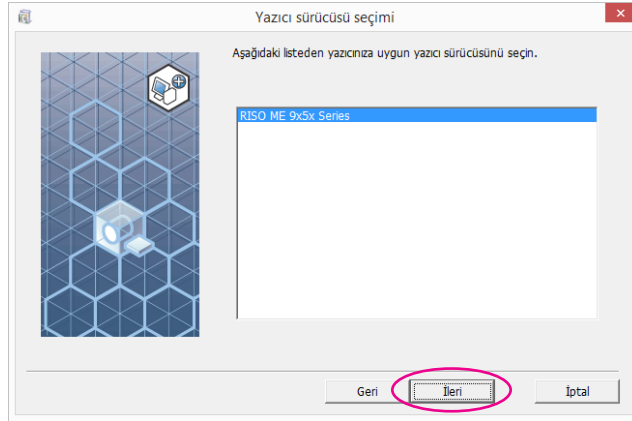 Yazıcı sürücüsü seçimi
Aşağıdaki listeden yazıcınıza uygun yazıcı sürücüsünü seçin.
RISO ME 9x5x Series
Geri
İleri
İptal